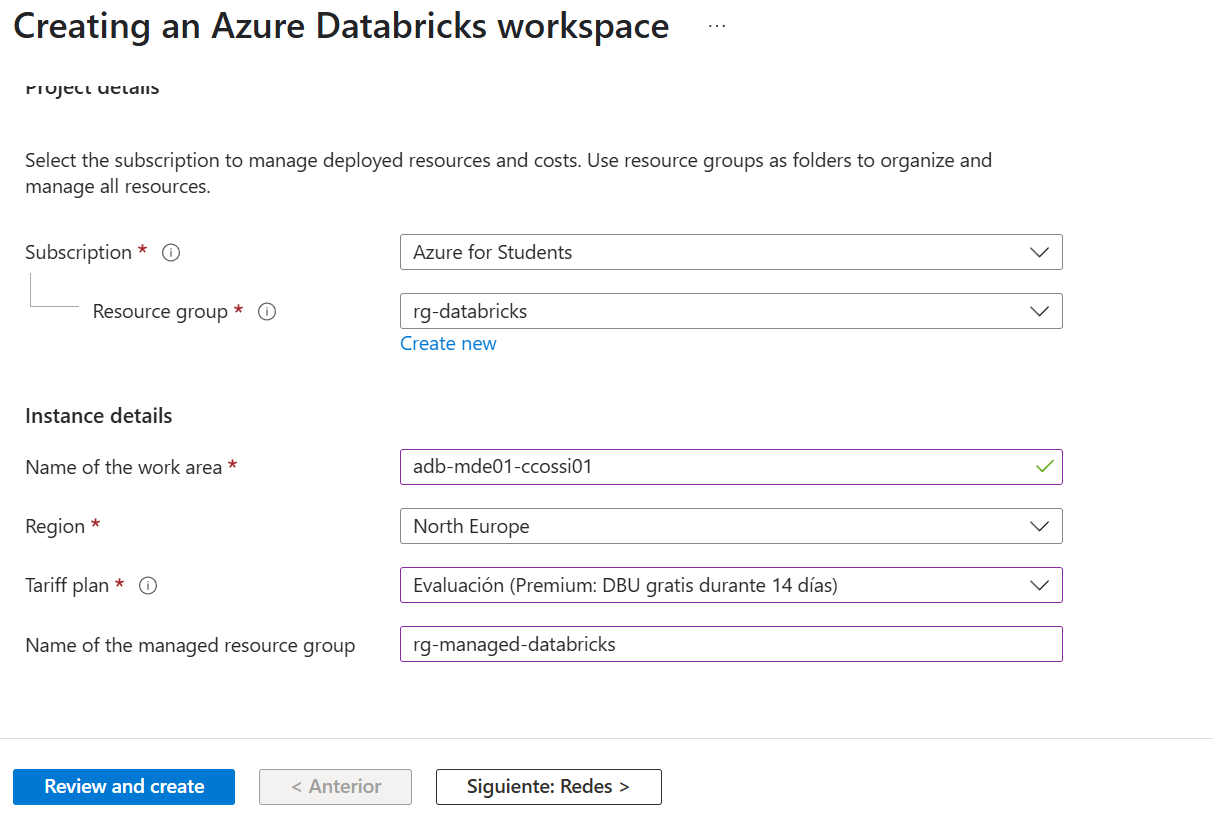 Creating an Azure Databricks workspace ...
Project details
Select the subscription to manage deployed resources and costs. Use resource groups as folders to organize and
manage all resources.
Subscription *
Azure for Students
Resource group *
rg-databricks
Create new
Instance details
Name of the work area *
adb-mde01-ccossi01
Region *
North Europe
Tariff plan *
Evaluación (Premium: DBU gratis durante 14 días)
Name of the managed resource group
rg-managed-databricks
Review and create
< Anterior
Siguiente: Redes >